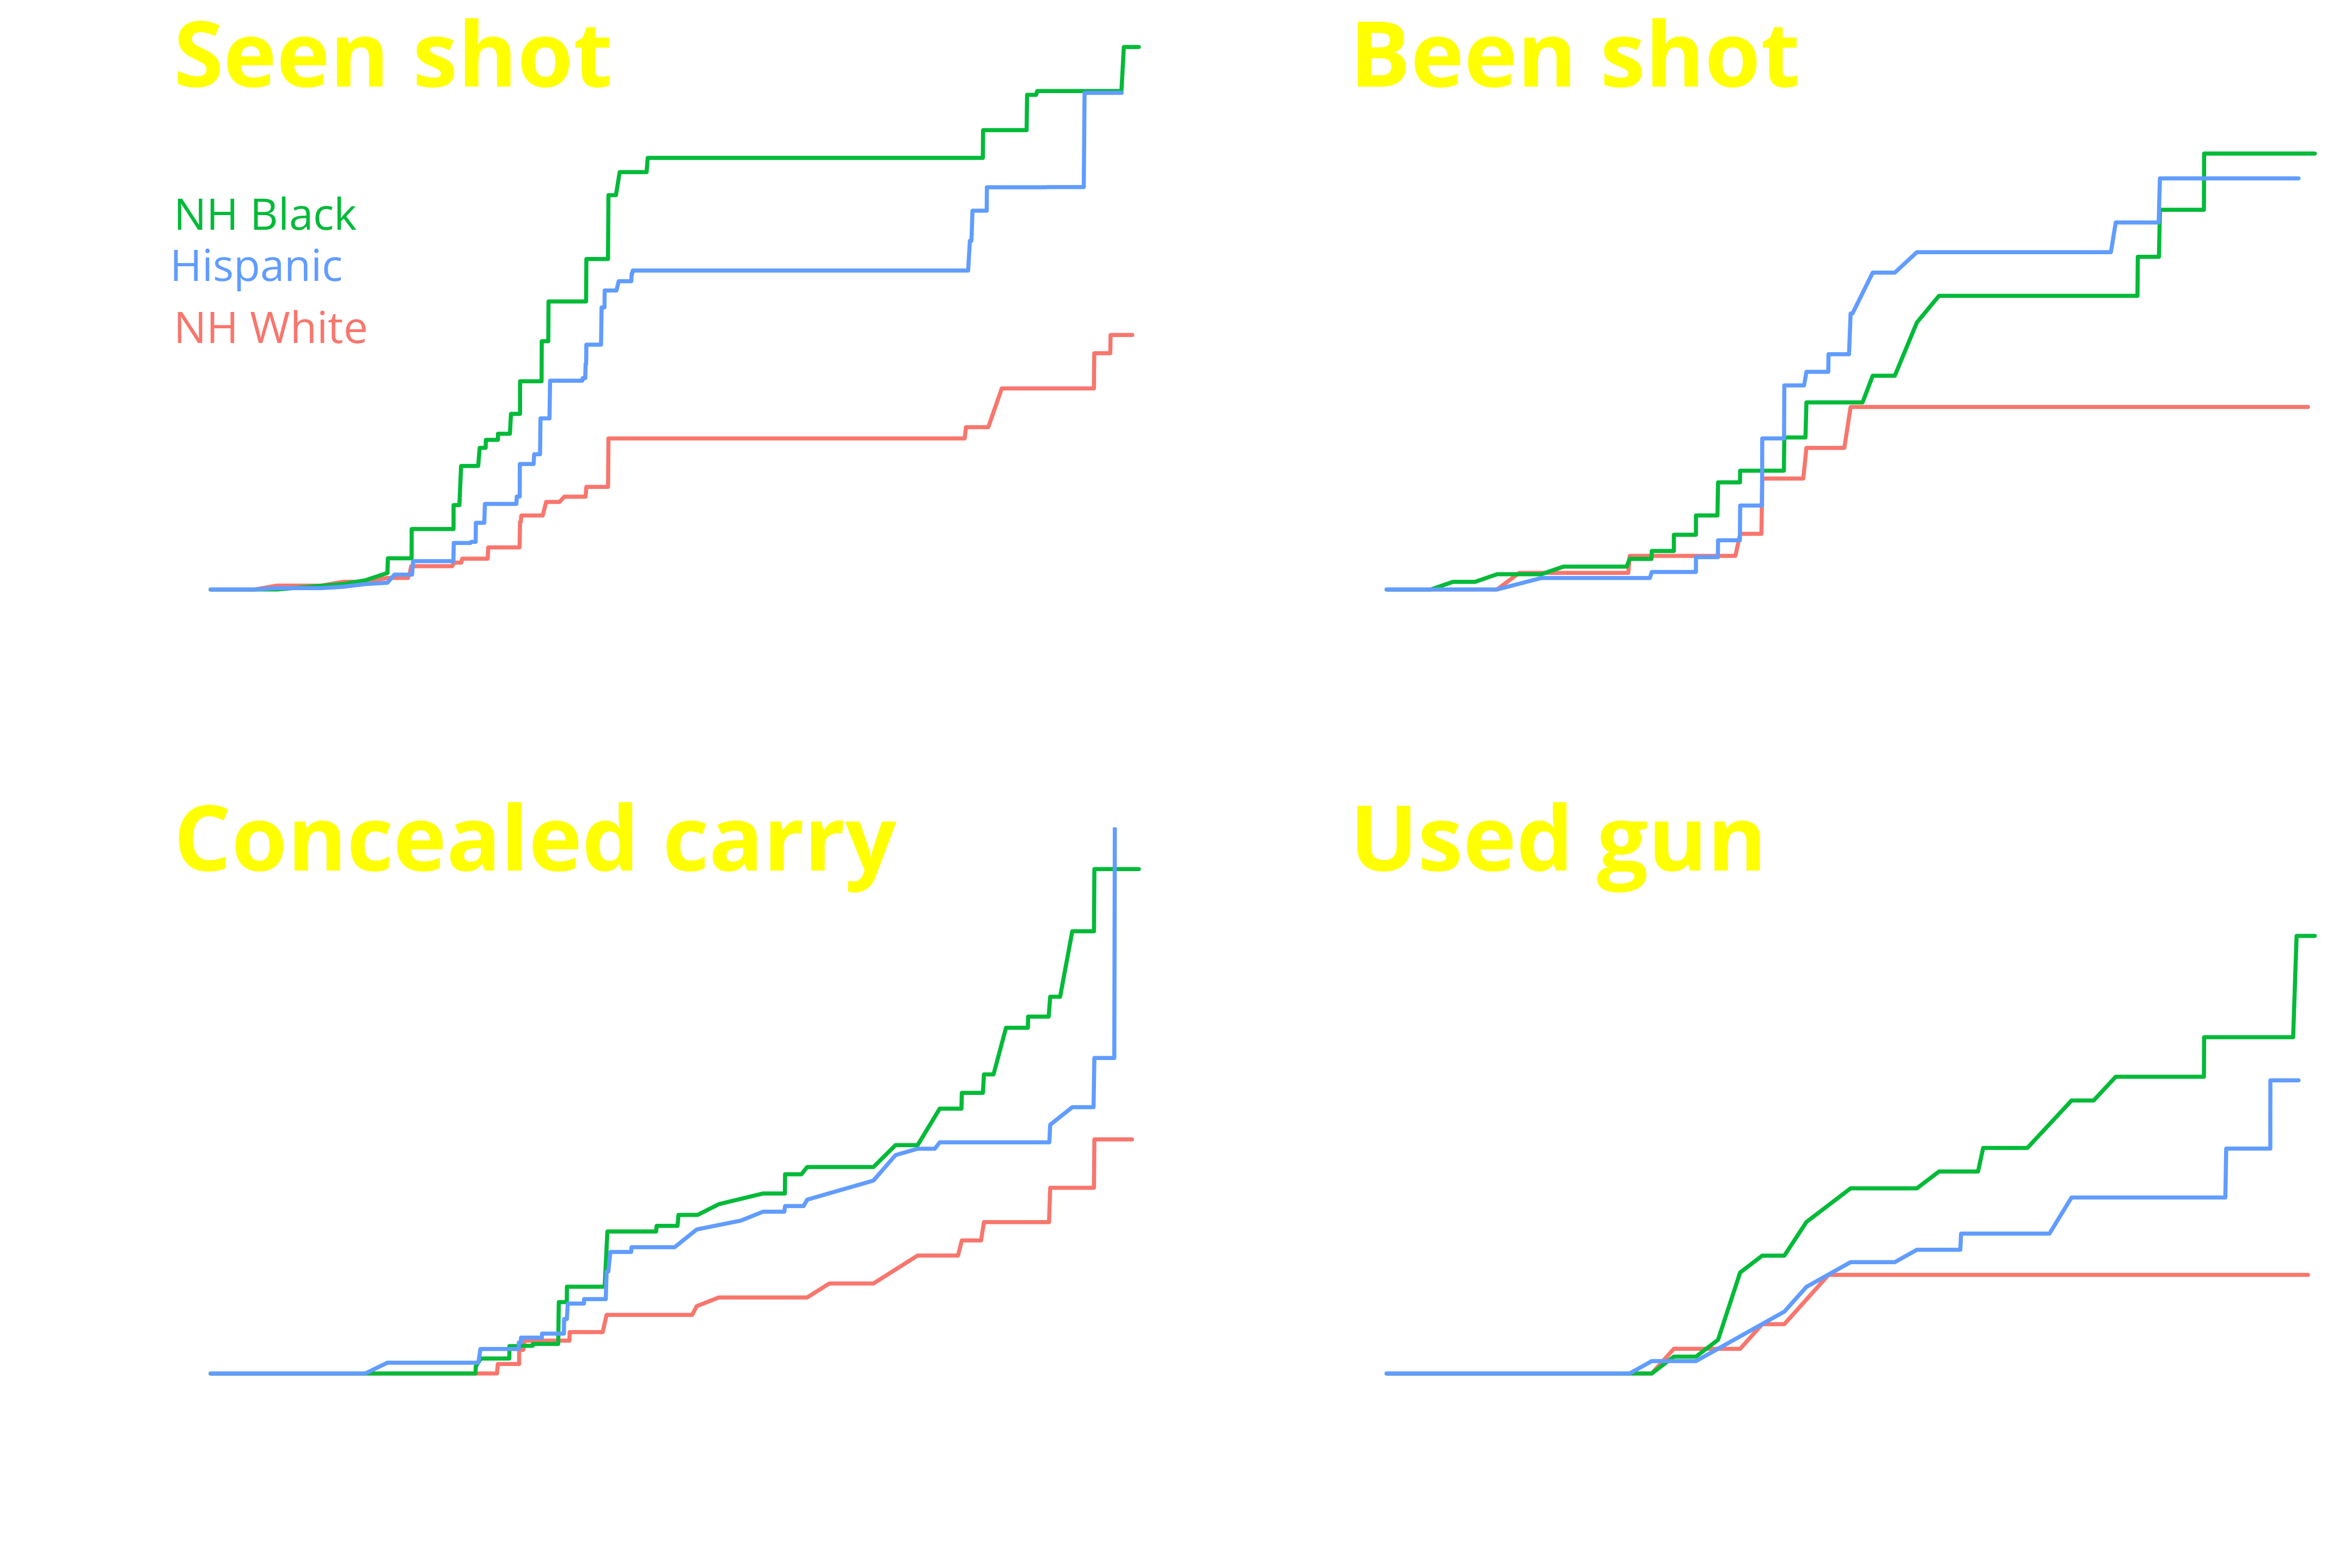 Seen shot
Been shot
NH Black
Hispanic
NH White
Concealed carry
Used gun